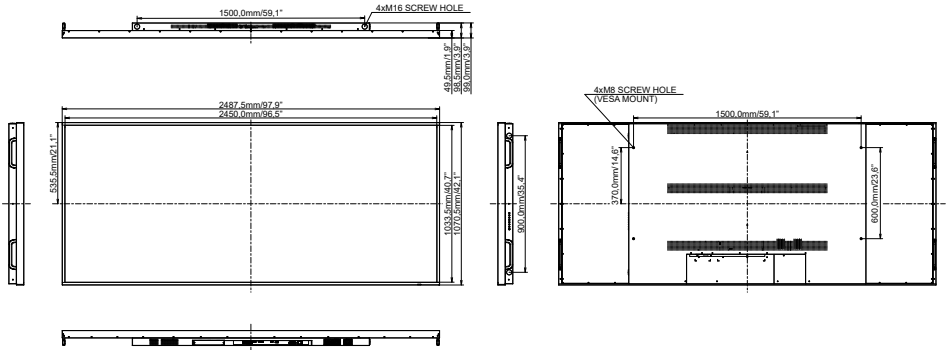 1500,0mm/59,1"
4xM16 SCREW HOLE
49,5mm/1,9"
98,5mm/3,9"
99,0mm/3,9"
2487,5mm/97,9"
2450,0mm/96,5"
535,5mm/21,1"
1033,5mm/40,7"
1070,5mm/42,1"
900,0mm/35,4"
4xM8 SCREW HOLE
(VESA MOUNT)
1500,0mm/59,1"
370,0mm/14,6"
600,0mm/23,6"